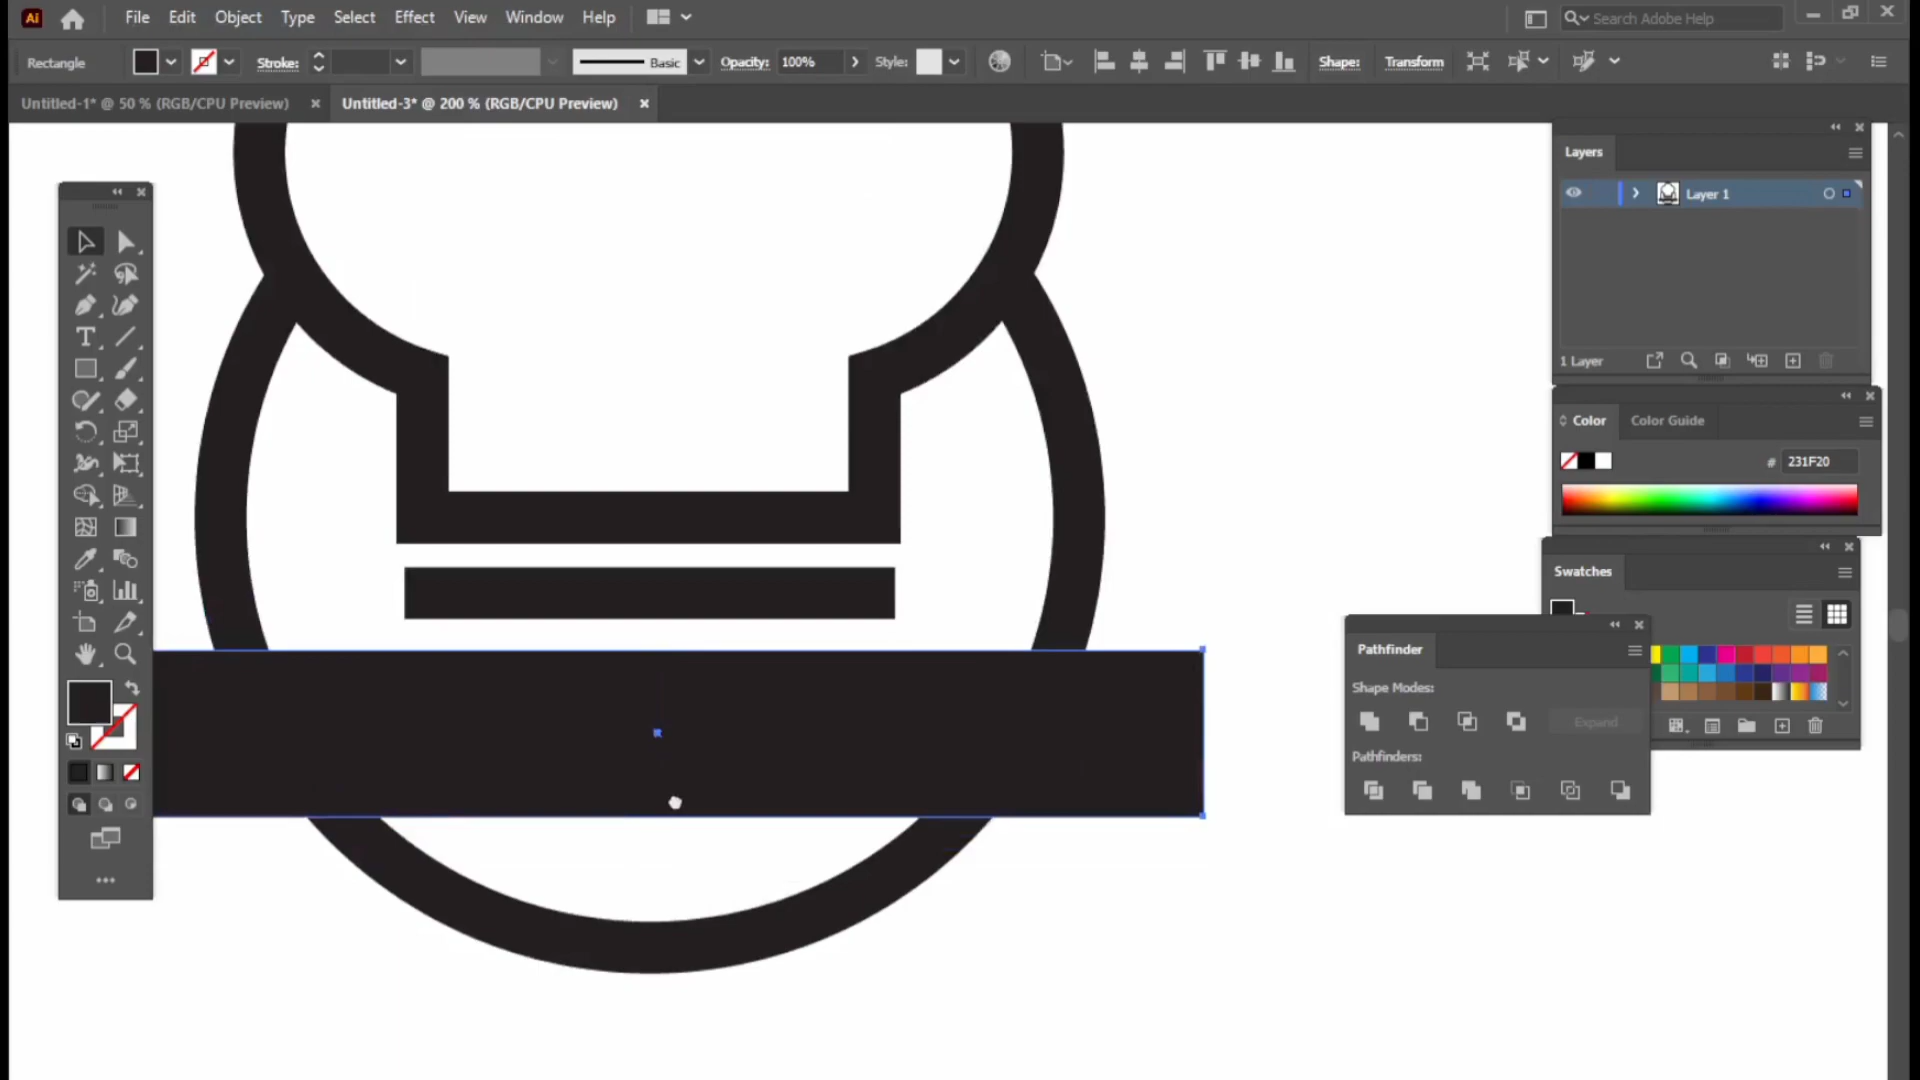 Ai File Edit Object Type Select Effect View Window Help Search Adobe Help
Rectangle Stroke: Basic Opacity: 100% Style: Shape: Transform
Untitled-1* @ 50 % (RGB/CPU Preview) Untitled-3* @ 200 % (RGB/CPU Preview)
Layers
Layer 1
1 Layer
Color Color Guide
# 231F20
Swatches
Pathfinder
Shape Modes:
Expand
Pathfinders: